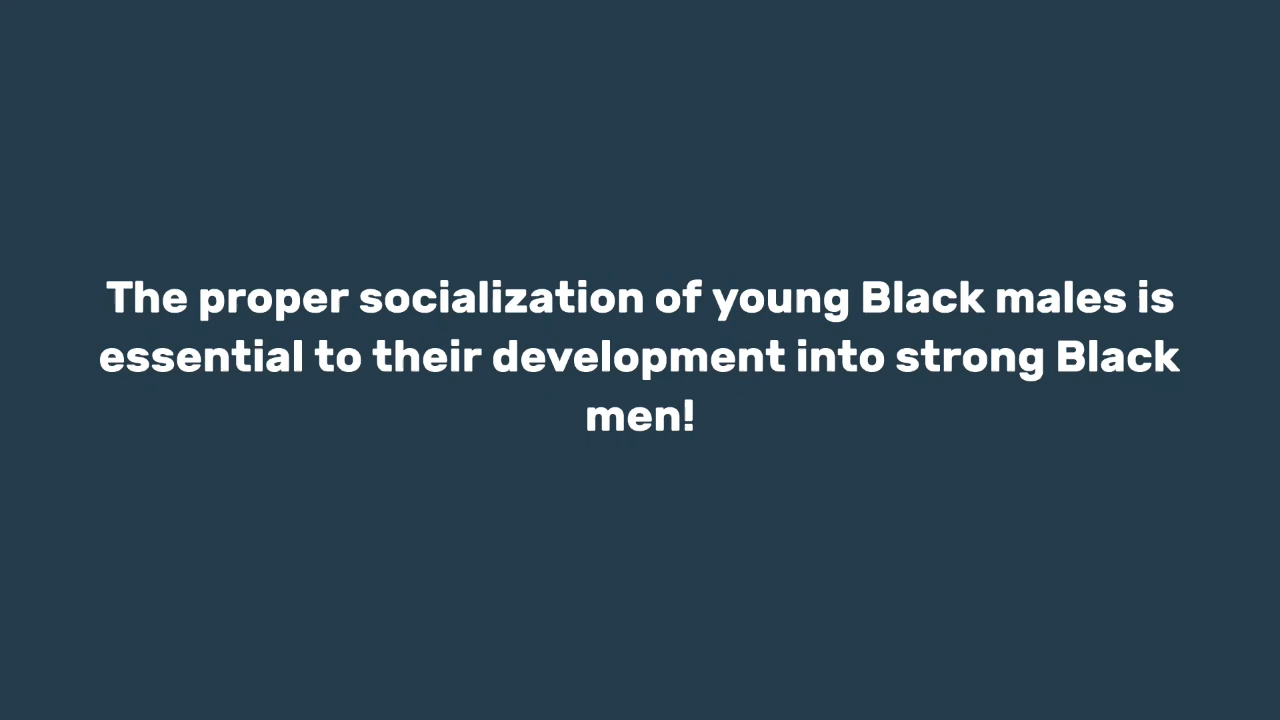 The proper socialization of young Black males is
essential to their development into strong Black
men!